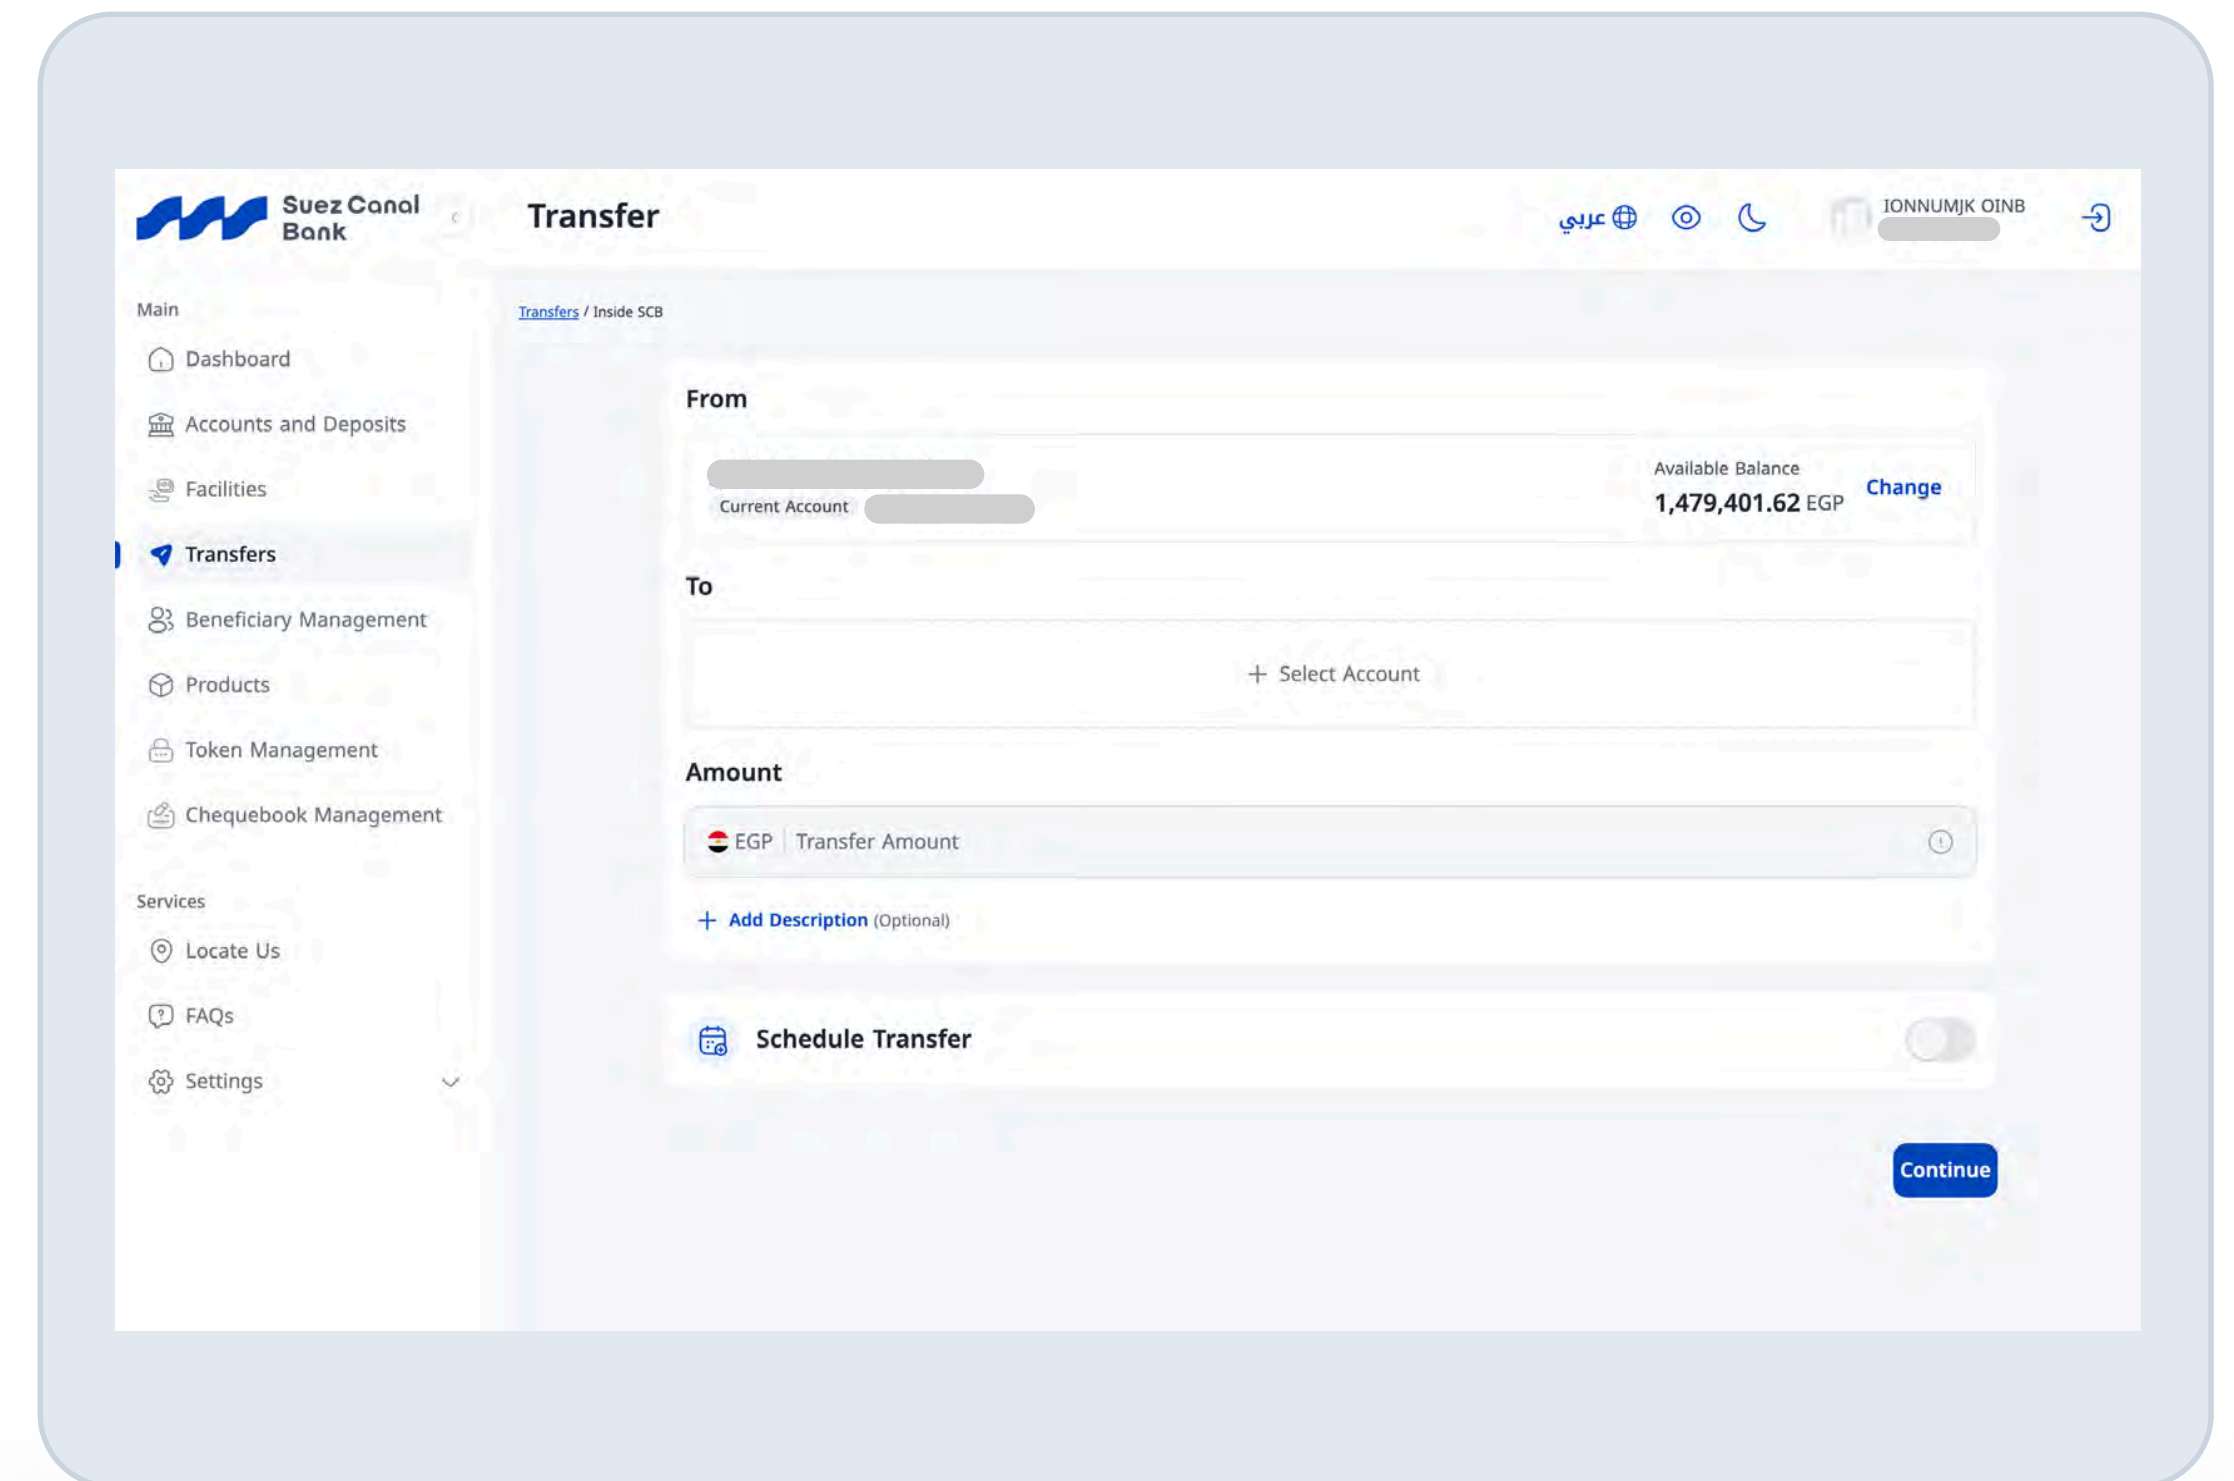 Suez Canal
Bank
Transfer
عربي
IONNUMJK OINB
Main
Dashboard
Accounts and Deposits
Facilities
Transfers
Beneficiary Management
Products
Token Management
Chequebook Management
Services
Locate Us
FAQs
Settings
Transfers / Inside SCB
From
Current Account
Available Balance
1,479,401.62 EGP
Change
To
+ Select Account
Amount
EGP | Transfer Amount
+ Add Description (Optional)
Schedule Transfer
Continue